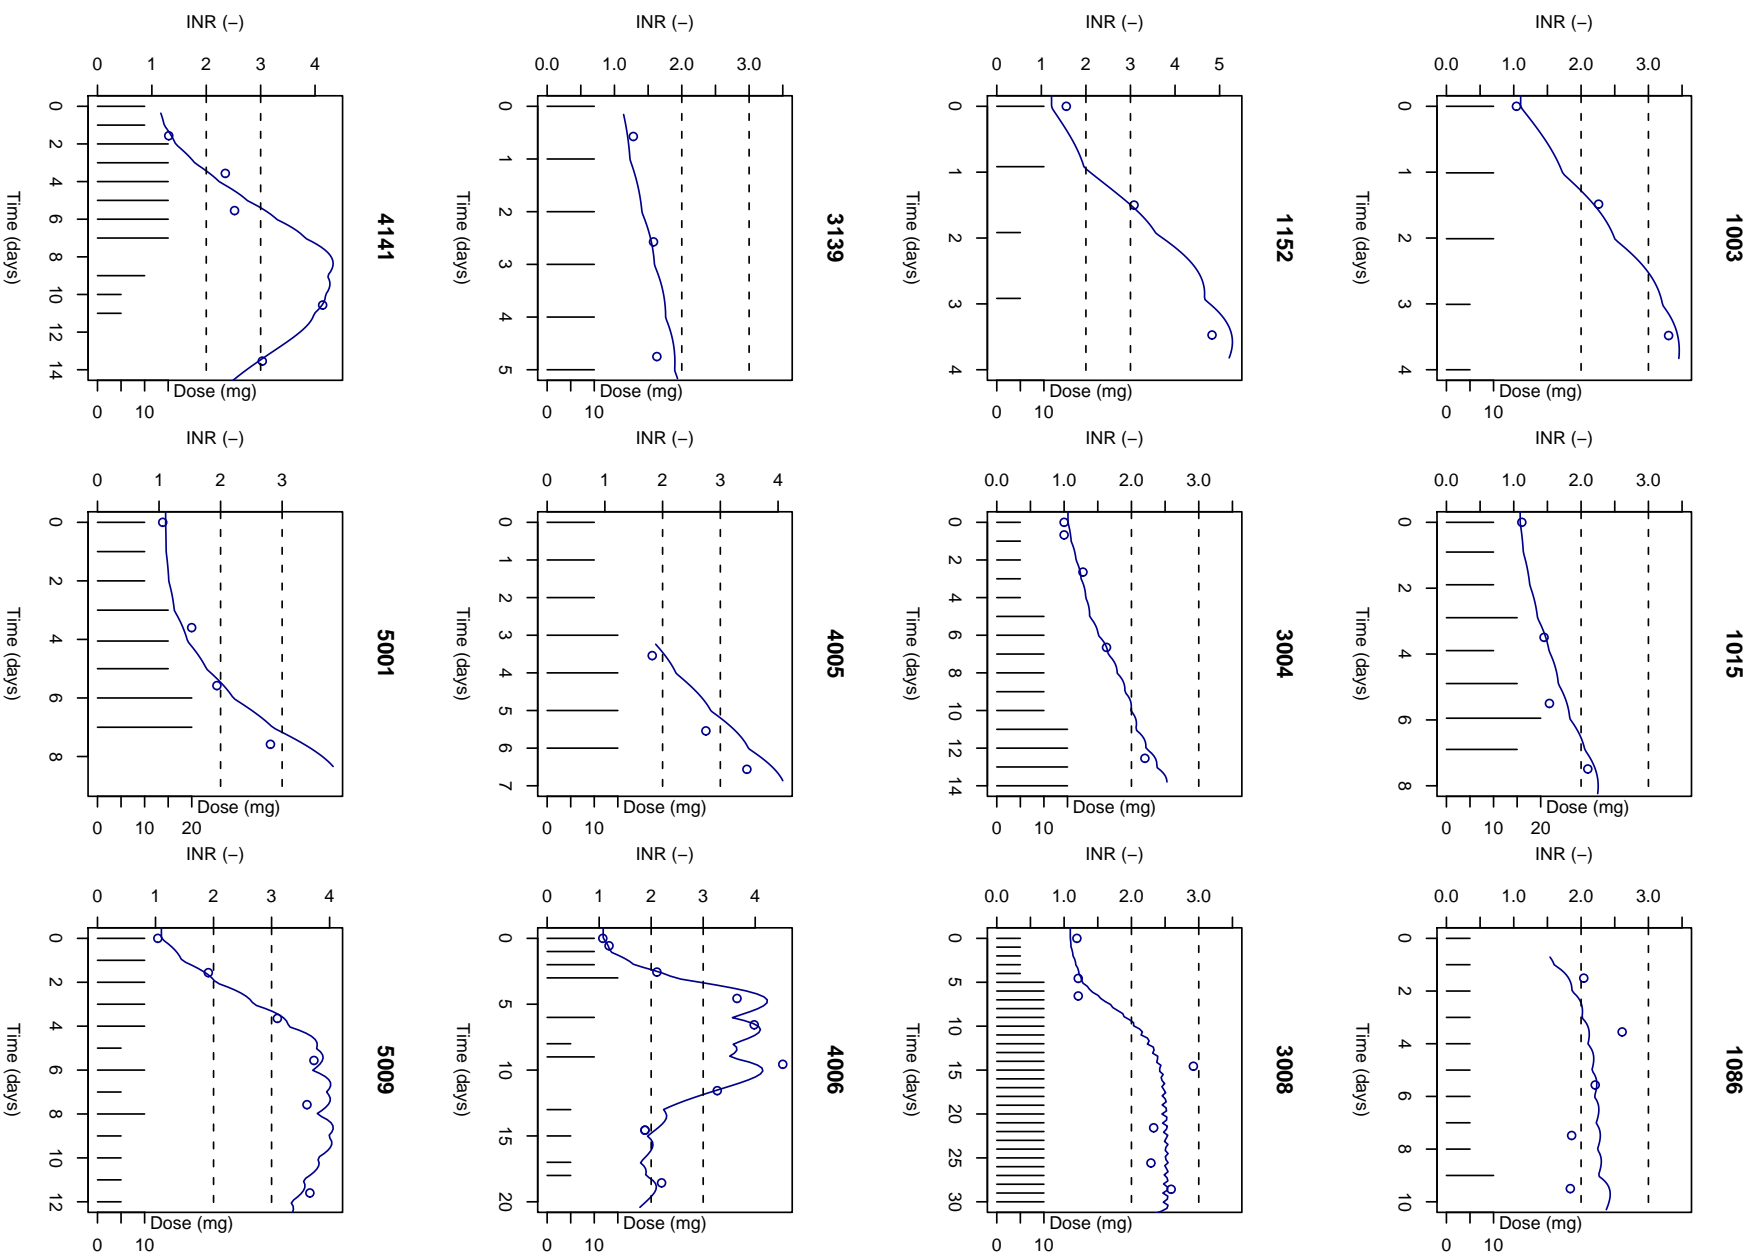 1003
INR (−)
0.0 1.0 2.0 3.0
0 1 2 3 4
Time (days)
Dose (mg)
0 10
1015
INR (−)
0.0 1.0 2.0 3.0
0 2 4 6 8
Time (days)
Dose (mg)
0 10 20
1086
INR (−)
0.0 1.0 2.0 3.0
0 2 4 6 8 10
Time (days)
Dose (mg)
0 10
1152
INR (−)
0 1 2 3 4 5
0 1 2 3 4
Time (days)
Dose (mg)
0 10
3004
INR (−)
0.0 1.0 2.0 3.0
0 2 4 6 8 10 12 14
Time (days)
Dose (mg)
0 10
3008
INR (−)
0.0 1.0 2.0 3.0
0 5 10 15 20 25 30
Time (days)
Dose (mg)
0 10
3139
INR (−)
0.0 1.0 2.0 3.0
0 1 2 3 4 5
Time (days)
Dose (mg)
0 10
4005
INR (−)
0 1 2 3 4
0 1 2 3 4 5 6 7
Time (days)
Dose (mg)
0 10
4006
INR (−)
0 1 2 3 4
0 5 10 15 20
Time (days)
Dose (mg)
0 10
4141
INR (−)
0 1 2 3 4
0 2 4 6 8 10 12 14
Time (days)
Dose (mg)
0 10
5001
INR (−)
0 1 2 3
0 2 4 6 8
Time (days)
Dose (mg)
0 10 20
5009
INR (−)
0 1 2 3 4
0 2 4 6 8 10 12
Time (days)
Dose (mg)
0 10